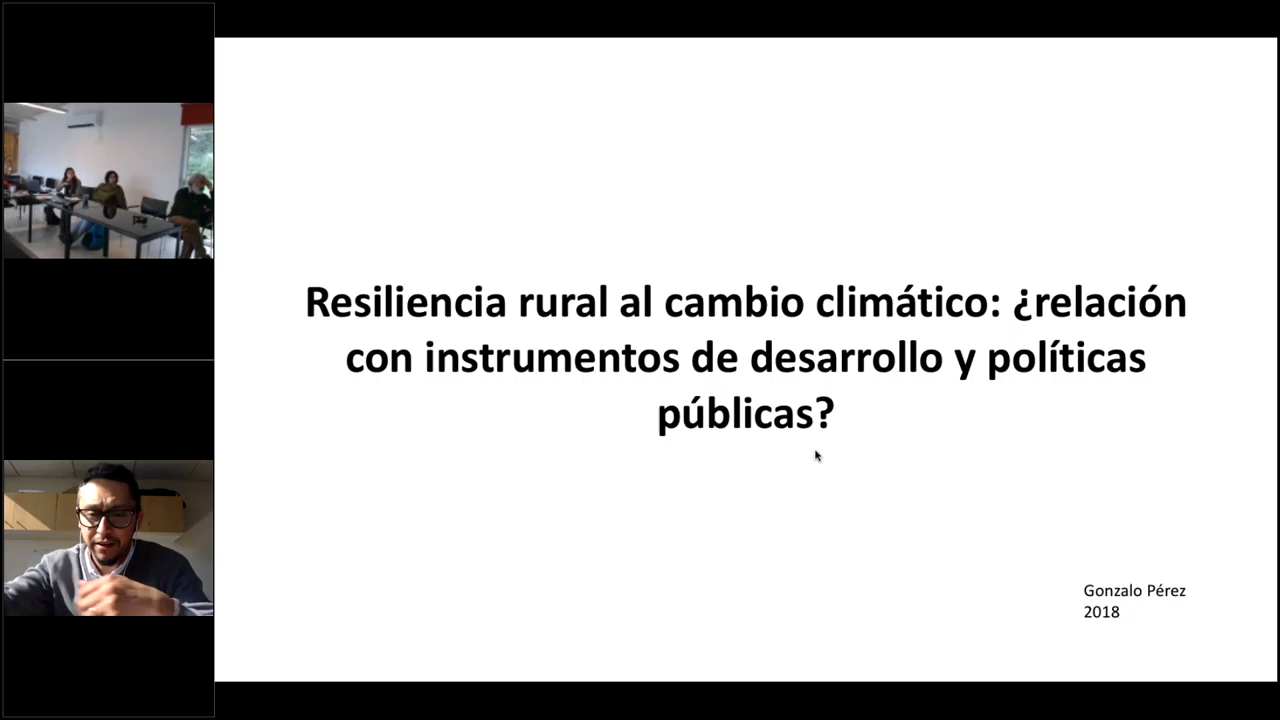 Resiliencia rural al cambio climático: ¿relación
con instrumentos de desarrollo y políticas
públicas?
Gonzalo Pérez
2018